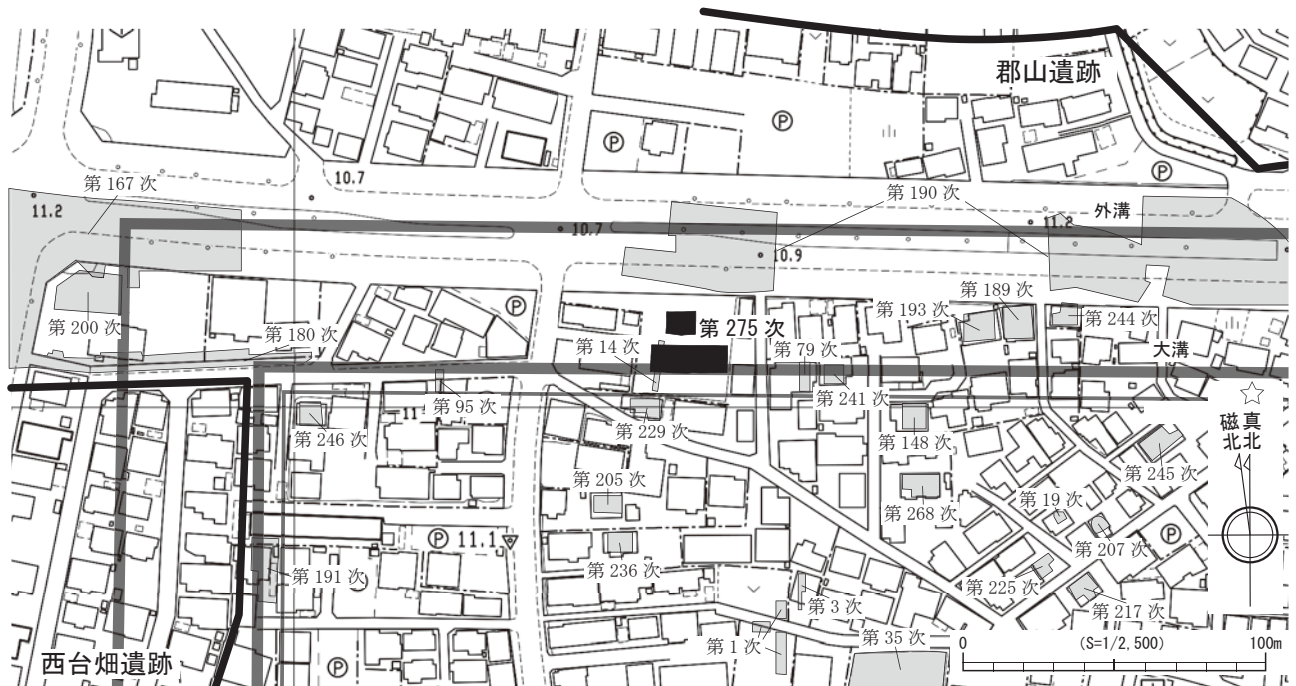 郡山遺跡
Ⓟ
Ⓟ
Ⓟ
10.7
第 167 次
第 190 次
11.2
外溝
11.2
10.7
10.9
第 200 次
第 180 次
Ⓟ
第 275 次
第 193 次
第 189 次
第 244 次
第 14 次
第 79 次
大溝
第 95 次
第 241 次
11
第 246 次
第 229 次
第 148 次
磁北
真北
第 245 次
第 205 次
第 19 次
第 268 次
Ⓟ 11.1
第 207 次
Ⓟ
第 236 次
第 191 次
第 225 次
第 3 次
第 217 次
第 1 次
第 35 次
西台畑遺跡
Ⓟ
0 (S=1/2,500) 100m